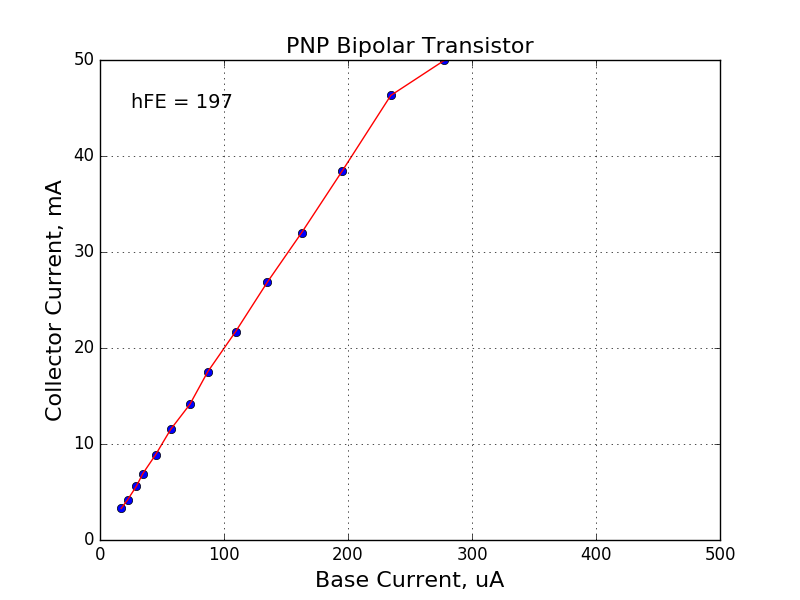 PNP Bipolar Transistor
hFE = 197
50
40
30
20
10
0
Collector Current, mA
0 100 200 300 400 500
Base Current, uA